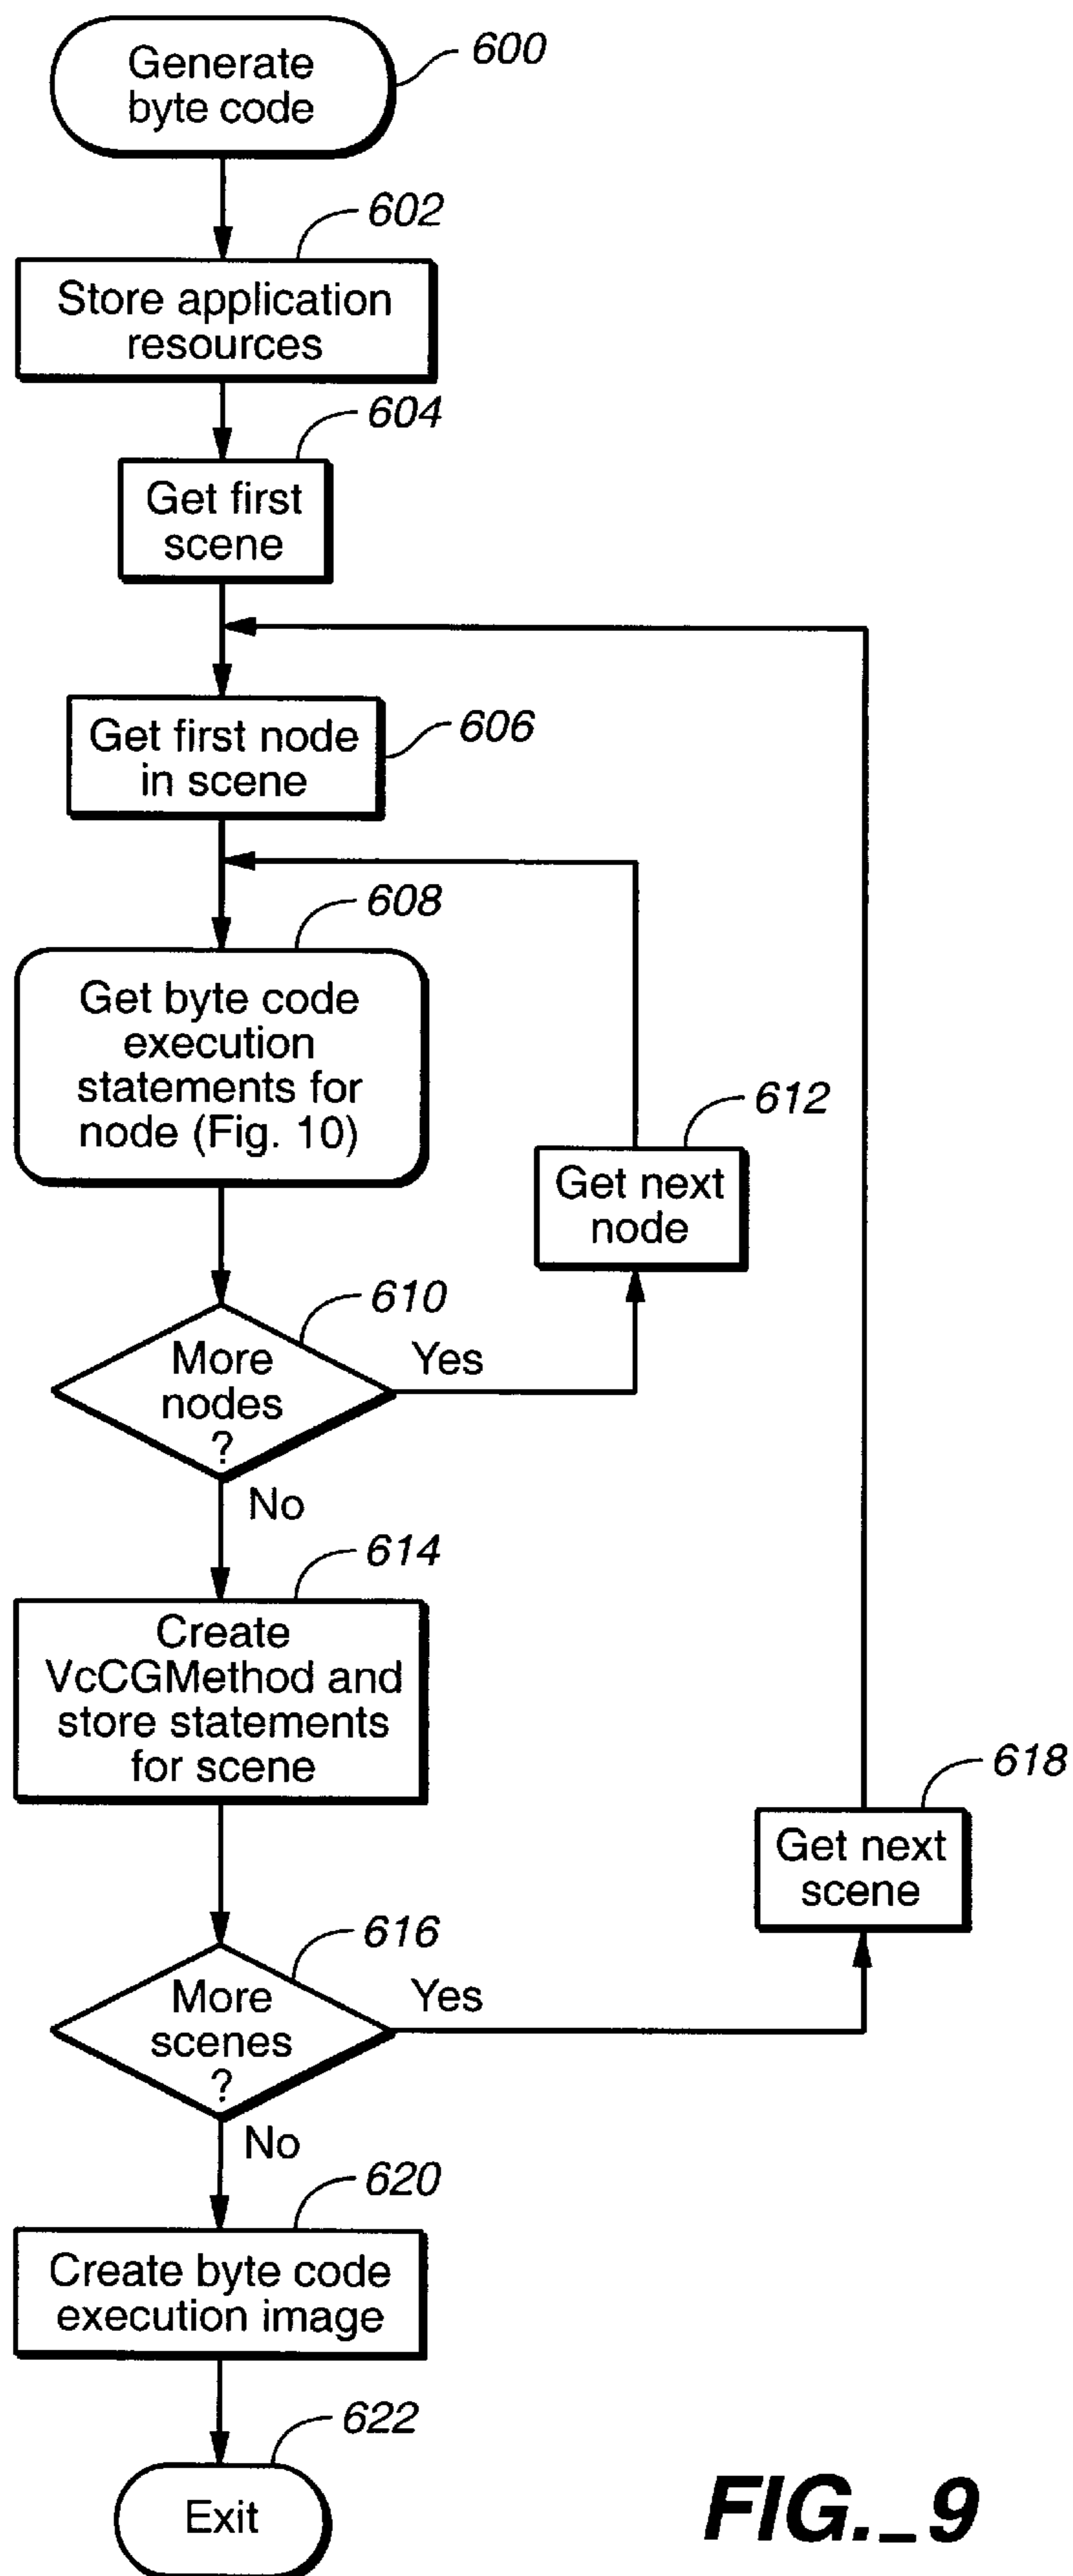 Generate
byte code
600
602
Store application
resources
604
Get first
scene
Get first node
in scene
606
608
Get byte code
execution
statements for
node (Fig. 10)
612
Get next
node
610
More
nodes
?
Yes
No
614
Create
VcCGMethod and
store statements
for scene
618
Get next
scene
616
More
scenes
?
Yes
No
620
Create byte code
execution image
622
Exit
FIG._9